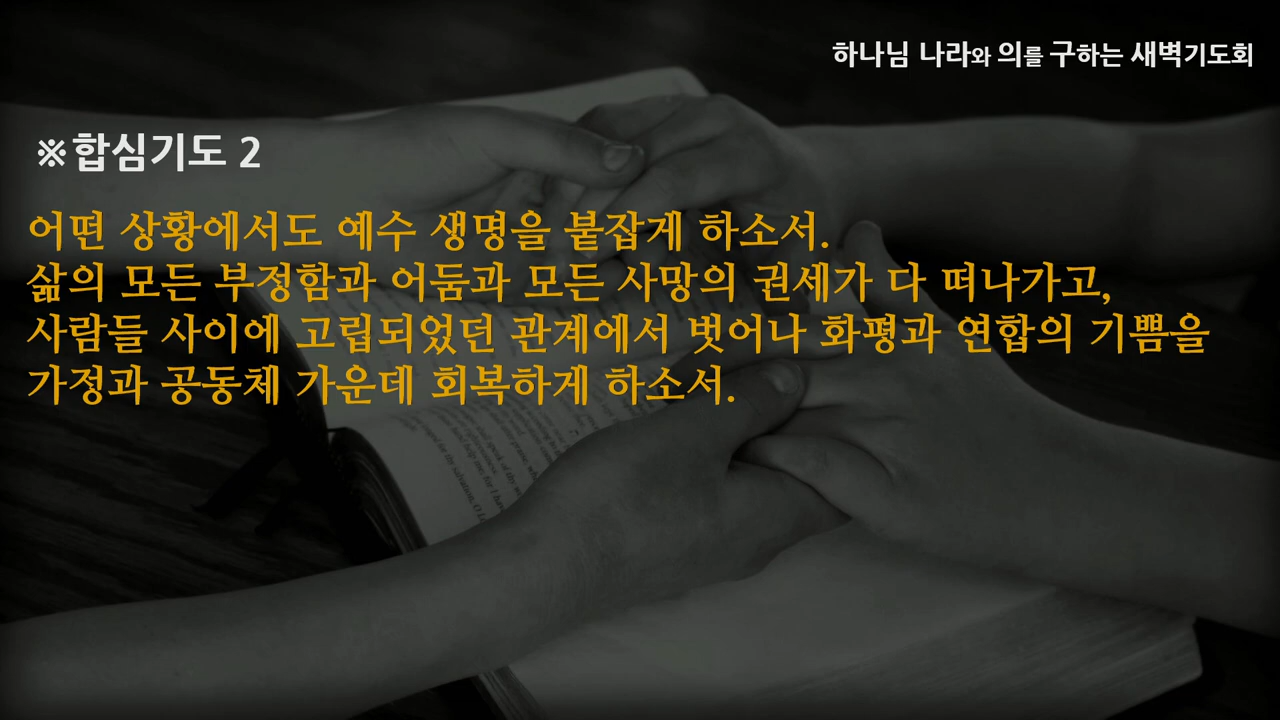 하나님 나라와 의를 구하는 새벽기도회
※합심기도 2
어떤 상황에서도 예수 생명을 붙잡게 하소서.
삶의 모든 부정함과 어둠과 모든 사망의 권세가 다 떠나가고,
사람들 사이에 고립되었던 관계에서 벗어나 화평과 연합의 기쁨을
가정과 공동체 가운데 회복하게 하소서.